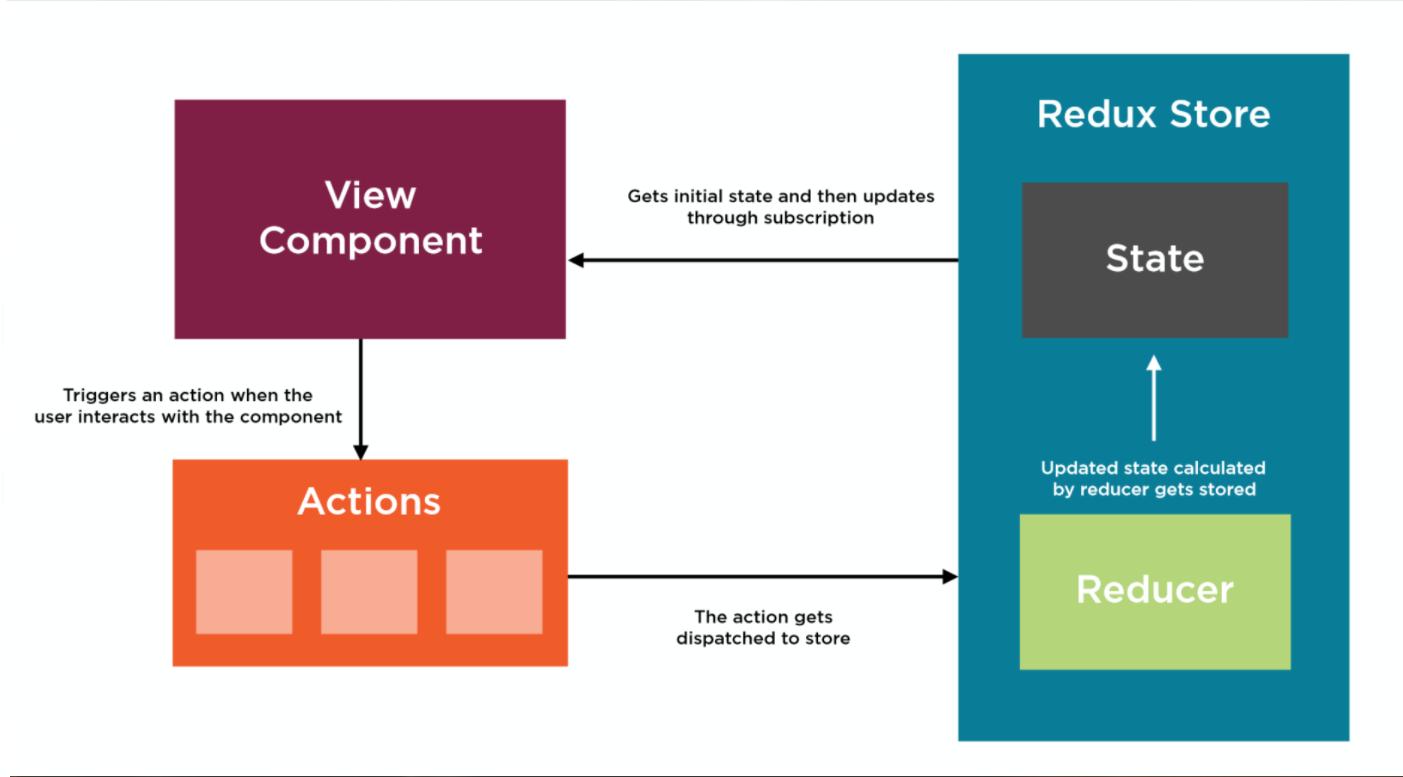 Redux Store
View
Component
Gets initial state and then updates
through subscription
State
Triggers an action when the
user interacts with the component
Updated state calculated
by reducer gets stored
Actions
Reducer
The action gets
dispatched to store